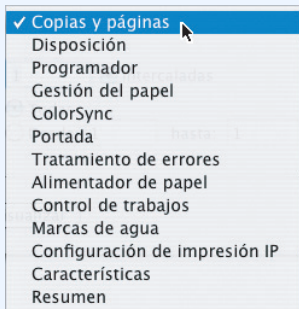 ✓ Copias y páginas
Disposición
Programador
Gestión del papel
ColorSync
Portada
Tratamiento de errores
Alimentador de papel
Control de trabajos
Marcas de agua
Configuración de impresión IP
Características
Resumen